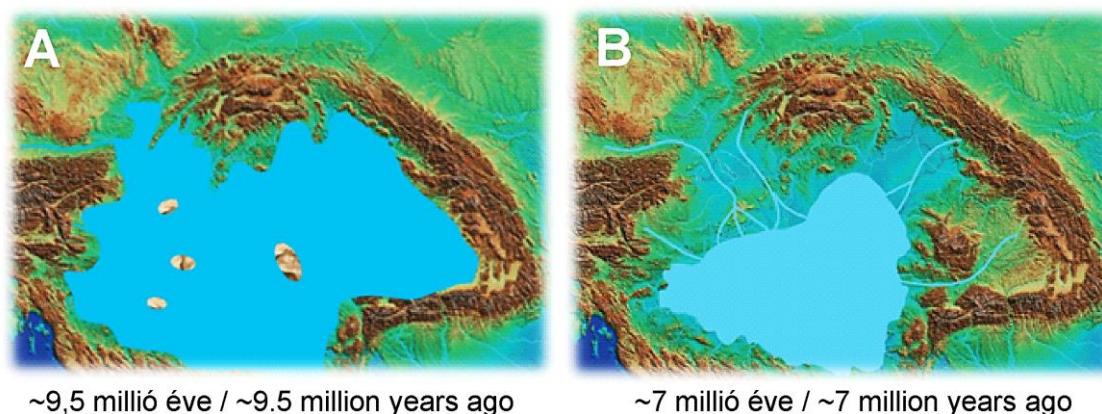 A
B
~9,5 millió éve / ~9.5 million years ago
~7 millió éve / ~7 million years ago